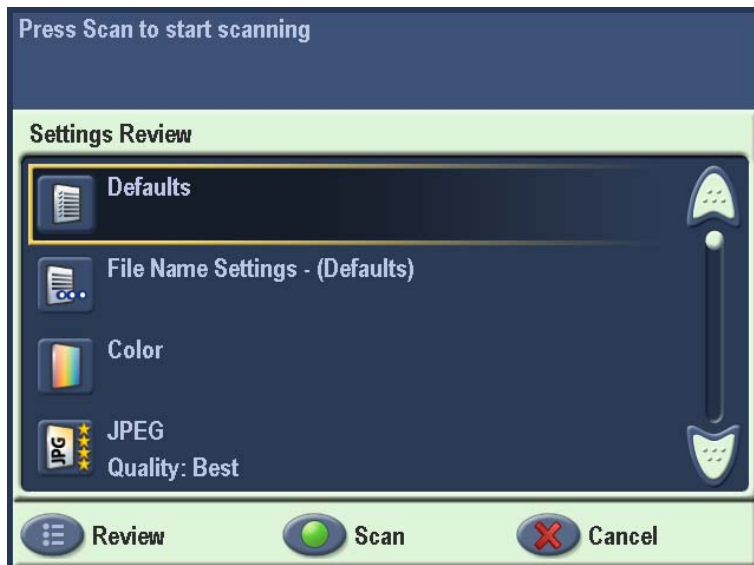 Press Scan to start scanning
Settings Review
Defaults
File Name Settings - (Defaults)
Color
JPG
JPEG
Quality: Best
Review
Scan
Cancel